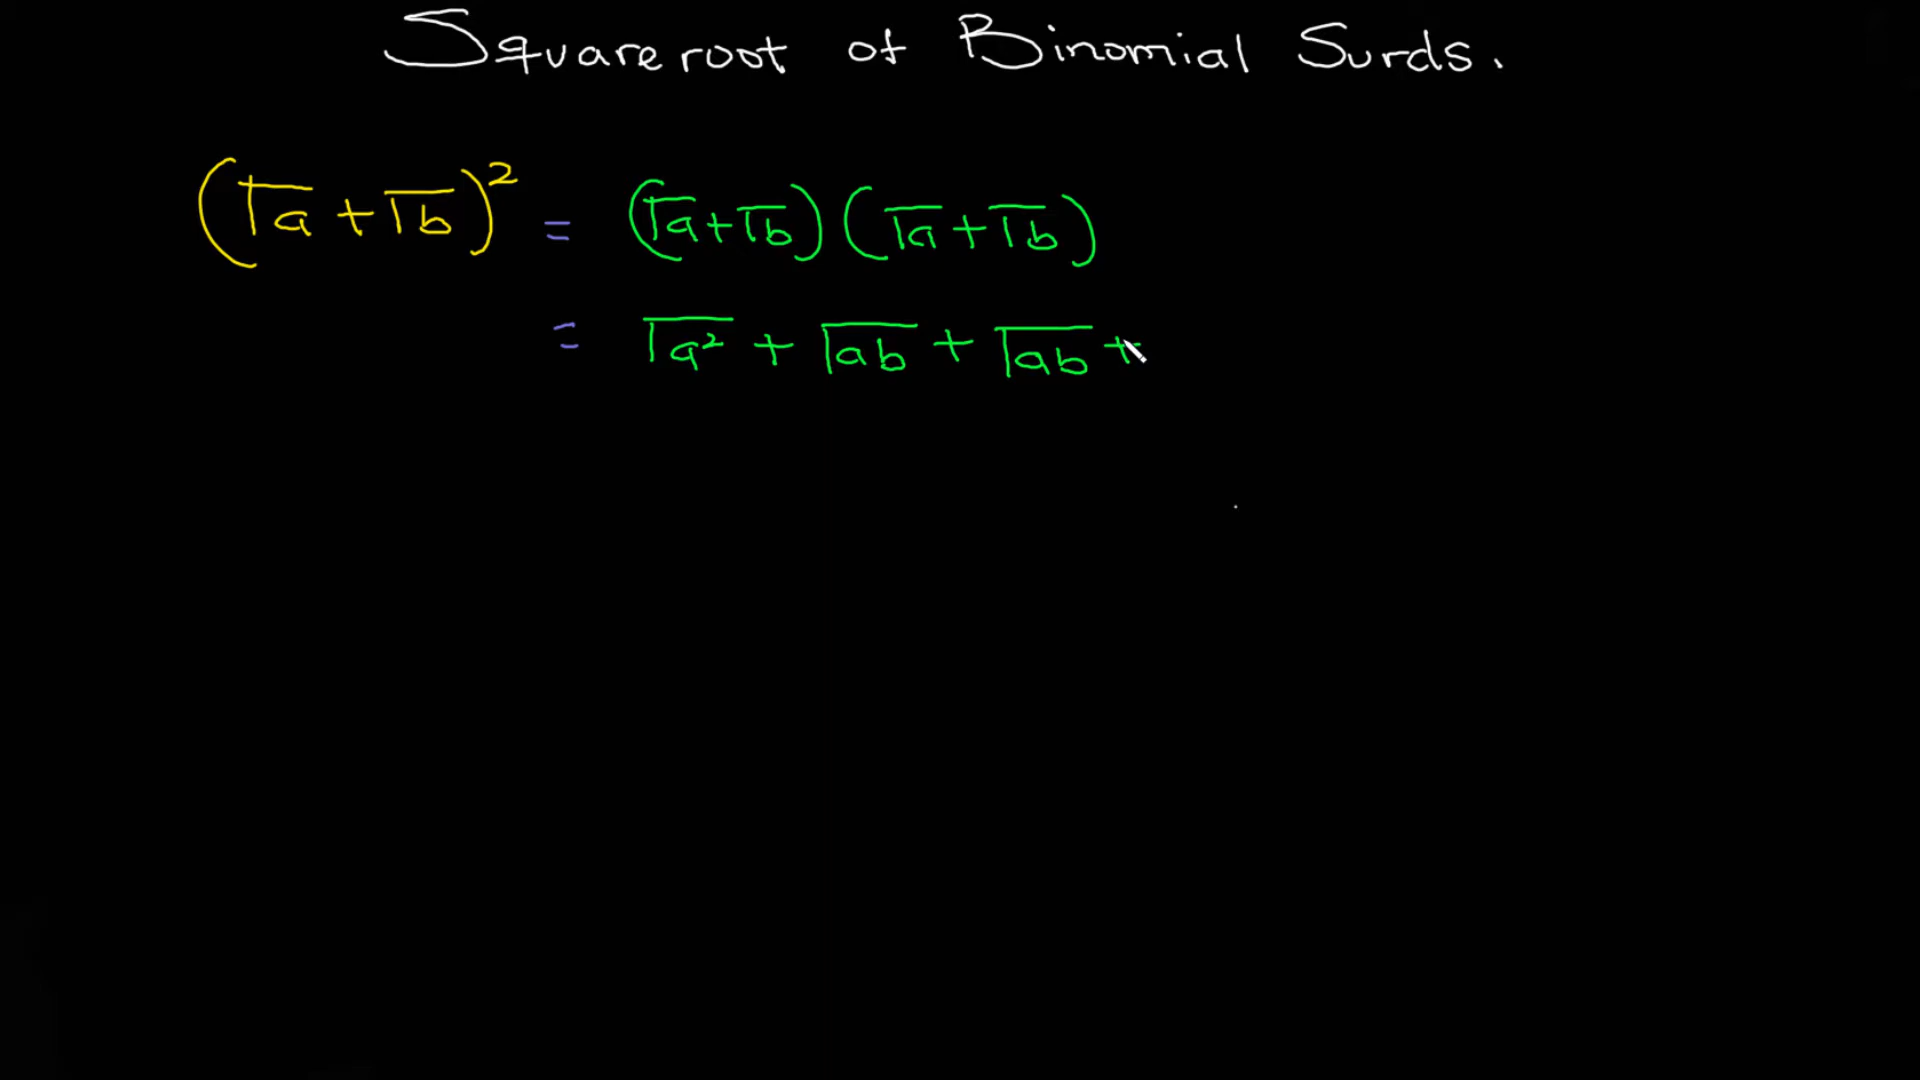 Squareroot of Binomial Surds.
(√a + √b)² = (√a + √b) (√a + √b)
= √a² + √ab + √ab +